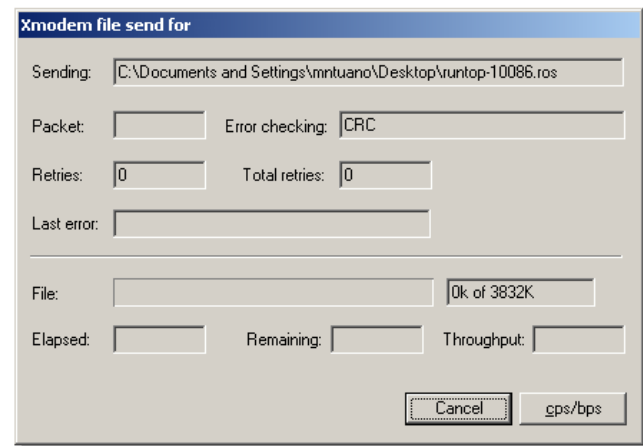 Xmodem file send for
Sending: C:\Documents and Settings\mntuano\Desktop\runtop-10086.ros
Packet: Error checking: CRC
Retries: 0 Total retries: 0
Last error:
File: 0k of 3832K
Elapsed: Remaining: Throughput:
Cancel cps/bps